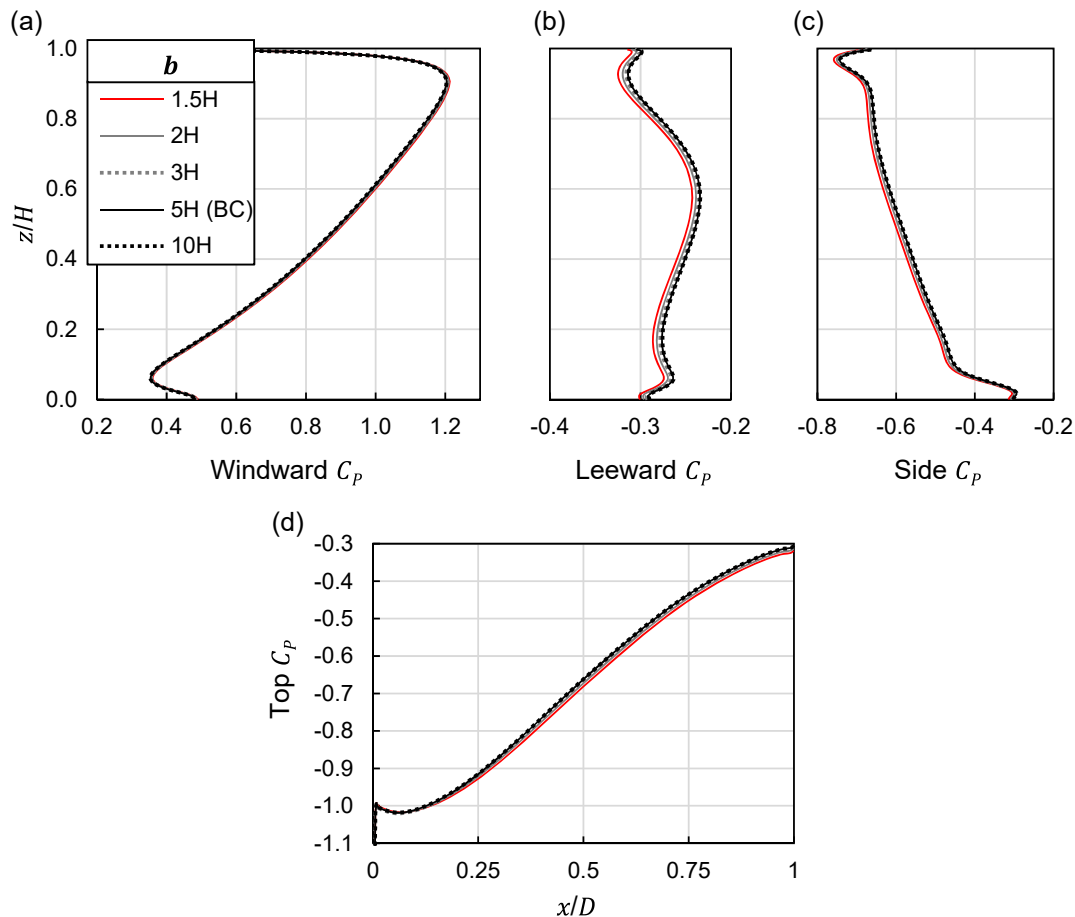 (a)
(b)
(c)
b
1.5H
2H
3H
5H (BC)
10H
z/H
1.0
0.8
0.6
0.4
0.2
0.0
0.2 0.4 0.6 0.8 1.0 1.2
-0.4 -0.3 -0.2
-0.8 -0.6 -0.4 -0.2
Windward C_P
Leeward C_P
Side C_P
(d)
Top C_P
-0.3
-0.4
-0.5
-0.6
-0.7
-0.8
-0.9
-1.0
-1.1
0 0.25 0.5 0.75 1
x/D